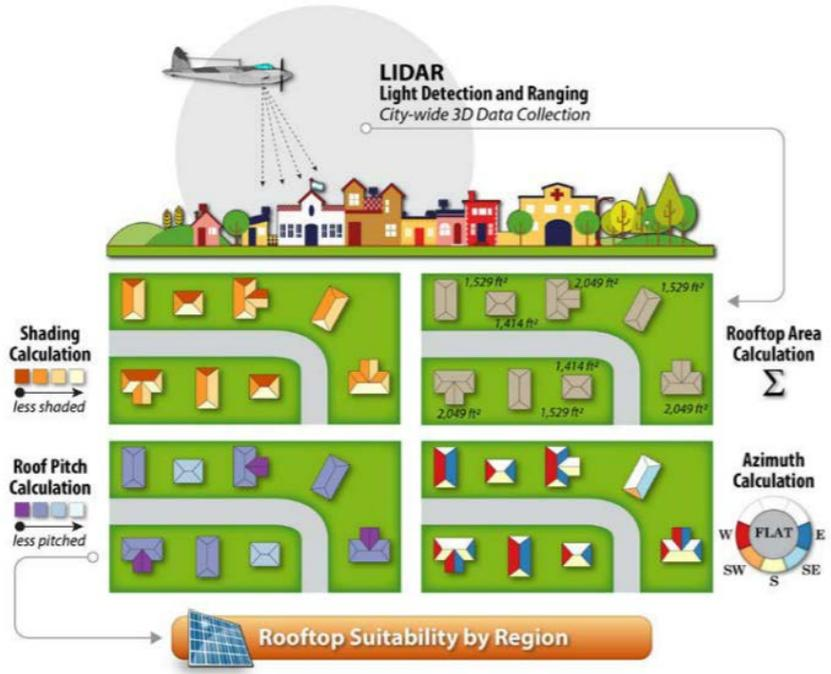 LIDAR
Light Detection and Ranging
City-wide 3D Data Collection
Shading
Calculation
less shaded
1,529 ft²
2,049 ft²
1,529 ft²
1,414 ft²
1,414 ft²
2,049 ft²
1,529 ft²
2,049 ft²
Rooftop Area
Calculation
Σ
Roof Pitch
Calculation
less pitched
Azimuth
Calculation
FLAT
W
E
SW
SE
S
Rooftop Suitability by Region